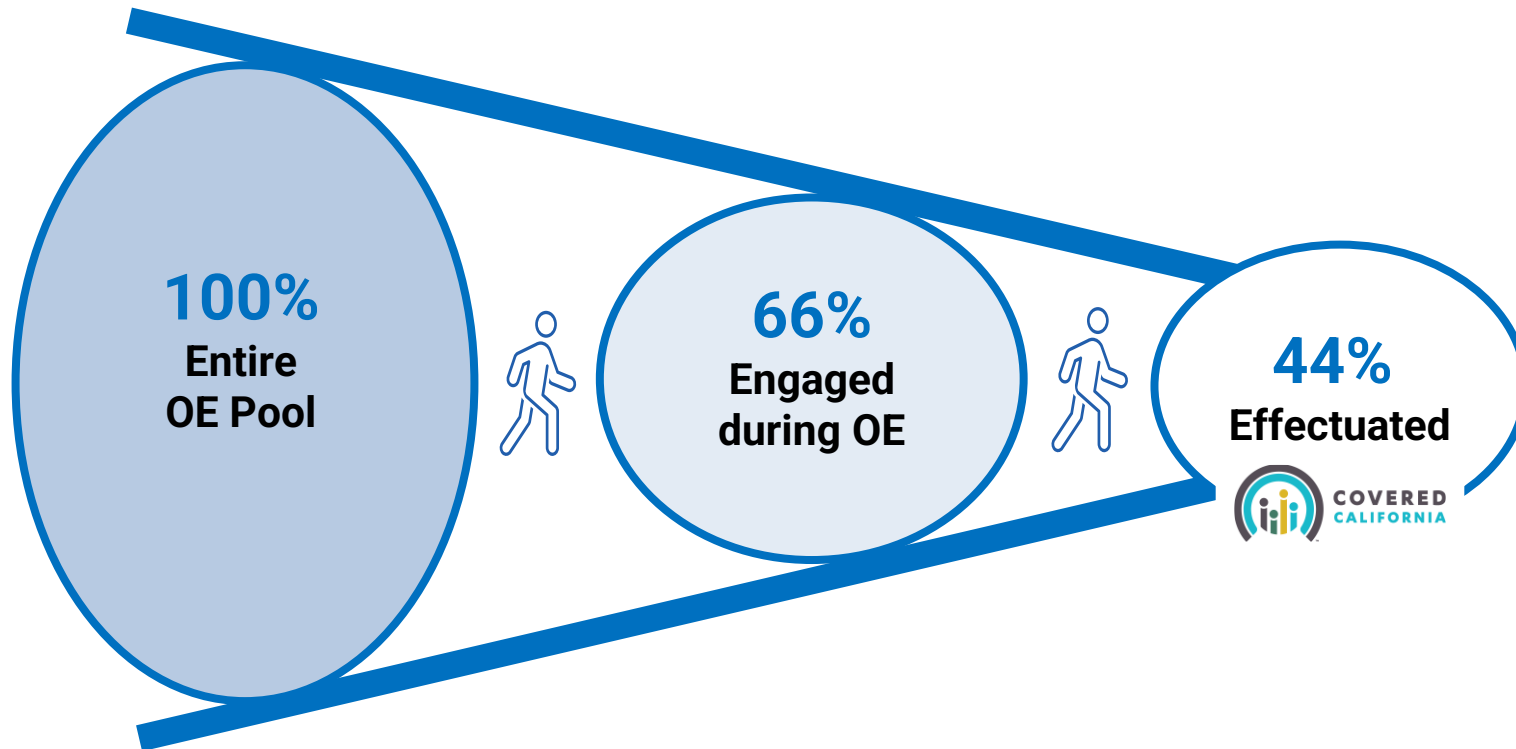 100%
Entire
OE Pool
66%
Engaged
during OE
44%
Effectuated
COVERED
CALIFORNIA